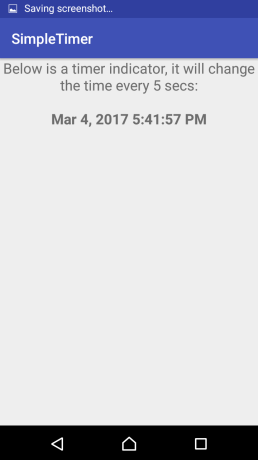 Saving screenshot...
SimpleTimer
Below is a timer indicator, it will change
the time every 5 secs:
Mar 4, 2017 5:41:57 PM